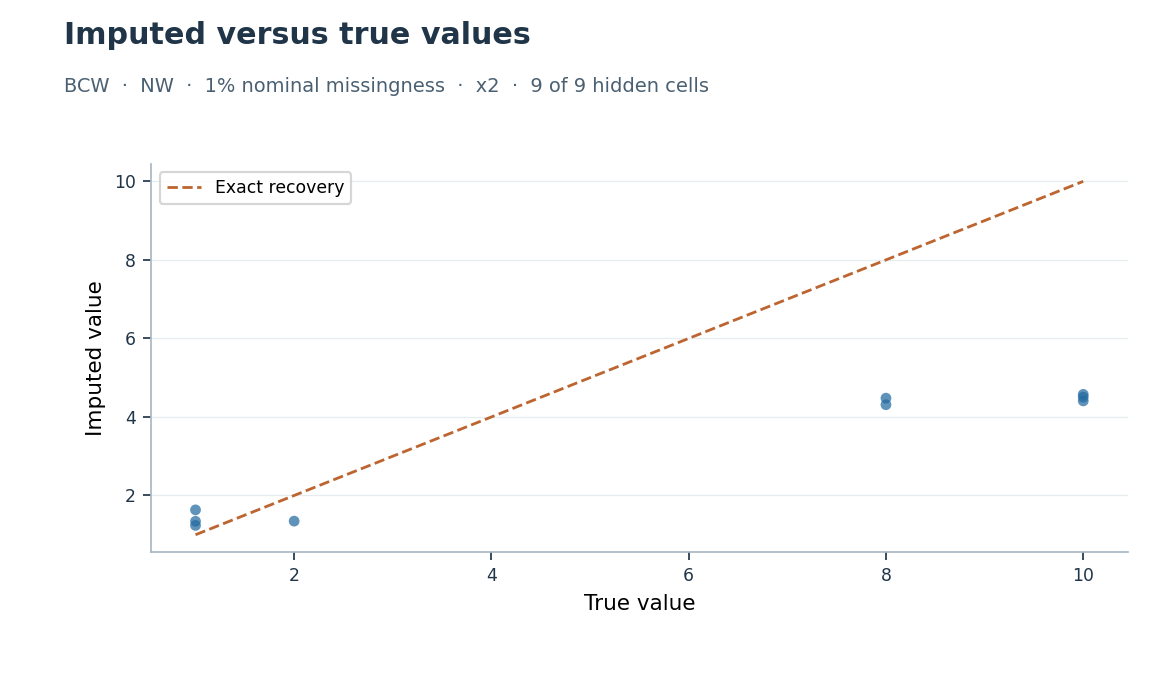 Imputed versus true values
BCW · NW · 1% nominal missingness · x2 · 9 of 9 hidden cells
Exact recovery
10
8
6
4
2
Imputed value
2
4
6
8
10
True value